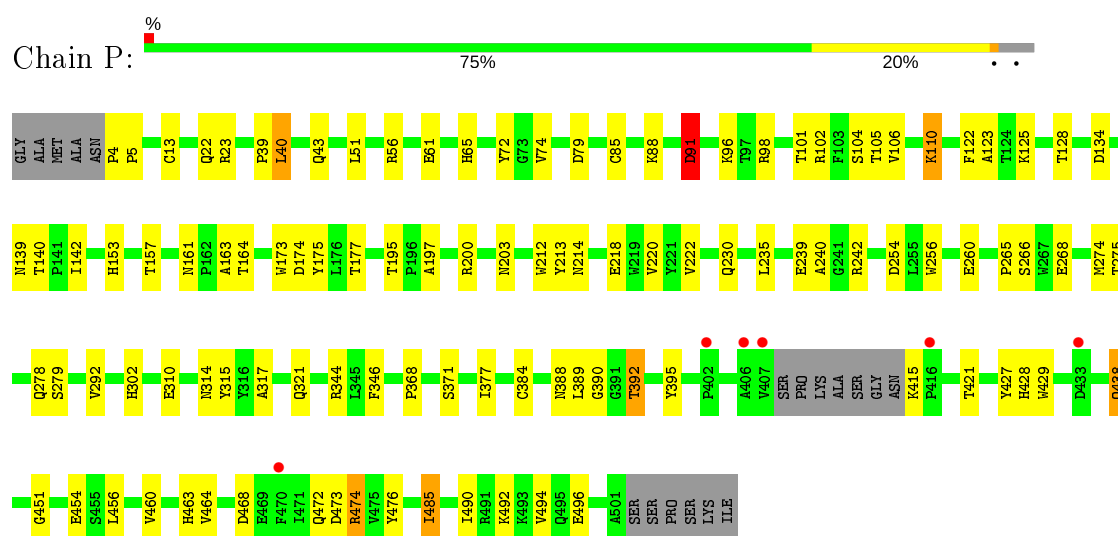 %
Chain P:
75% 20% • •
GLY ALA MET ALA ASN P4 P5 C13 Q22 R23 P39 L40 Q43 L51 R56 E61 H65 Y72 G73 V74 D79 C85 K88 D91 K96 T97 R98 T101 R102 F103 S104 T105 V106 K110 F122 A123 T124 K125 T128 D134
N139 T140 P141 I142 H153 T157 N161 P162 A163 T164 W173 D174 Y175 L176 T177 T195 P196 A197 R200 N203 W212 Y213 N214 E218 W219 V220 Y221 V222 Q230 L235 E239 A240 G241 R242 D254 L255 W256 E260 P265 S266 W267 E268 M274 T275
Q278 S279 V292 H302 E310 N314 Y315 Y316 A317 Q321 R344 L345 F346 P368 S371 I377 C384 N388 L389 G390 G391 T392 Y395 P402 A406 V407 SER PRO LYS ALA SER GLY ASN K415 P416 T421 Y427 H428 W429 D433
G451 E454 S455 L456 V460 H463 V464 D468 E469 F470 I471 Q472 D473 R474 V475 Y476 I485 I490 R491 K492 K493 V494 Q495 E496 A501 SER SER PRO SER LYS ILE